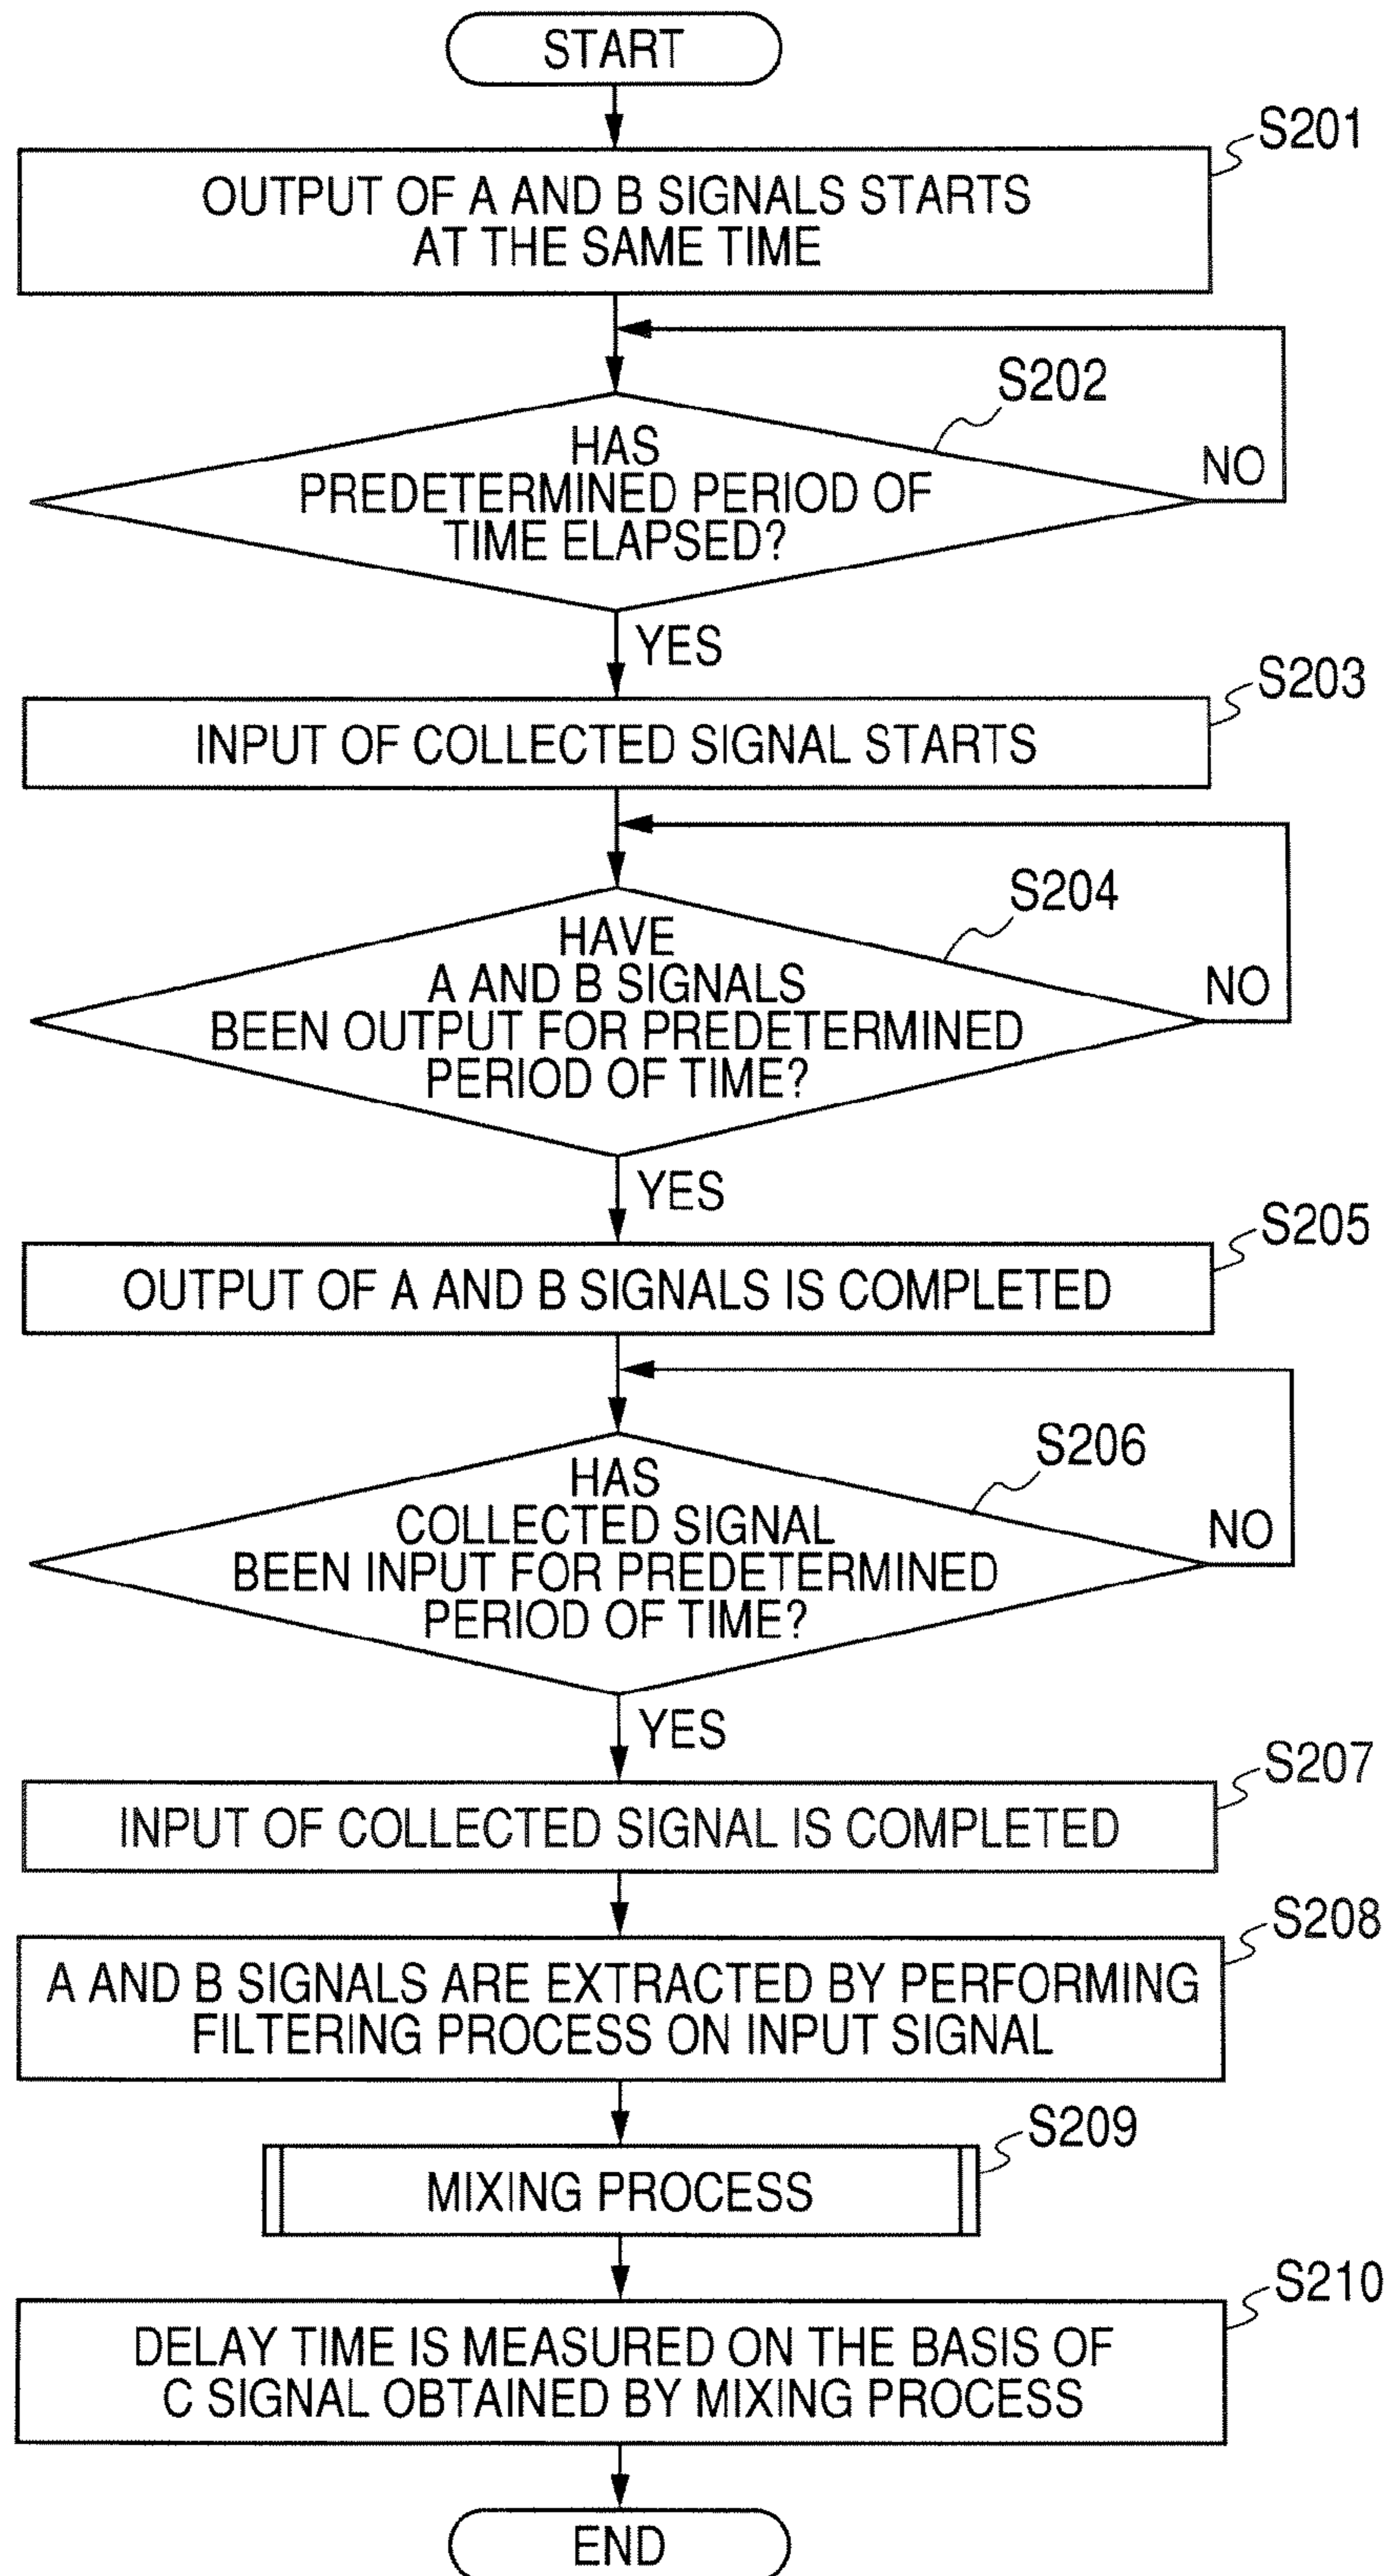 START
S201
OUTPUT OF A AND B SIGNALS STARTS
AT THE SAME TIME
S202
HAS
PREDETERMINED PERIOD OF
TIME ELAPSED?
NO
YES
S203
INPUT OF COLLECTED SIGNAL STARTS
S204
HAVE
A AND B SIGNALS
BEEN OUTPUT FOR PREDETERMINED
PERIOD OF TIME?
NO
YES
S205
OUTPUT OF A AND B SIGNALS IS COMPLETED
S206
HAS
COLLECTED SIGNAL
BEEN INPUT FOR PREDETERMINED
PERIOD OF TIME?
NO
YES
S207
INPUT OF COLLECTED SIGNAL IS COMPLETED
S208
A AND B SIGNALS ARE EXTRACTED BY PERFORMING
FILTERING PROCESS ON INPUT SIGNAL
S209
MIXING PROCESS
S210
DELAY TIME IS MEASURED ON THE BASIS OF
C SIGNAL OBTAINED BY MIXING PROCESS
END